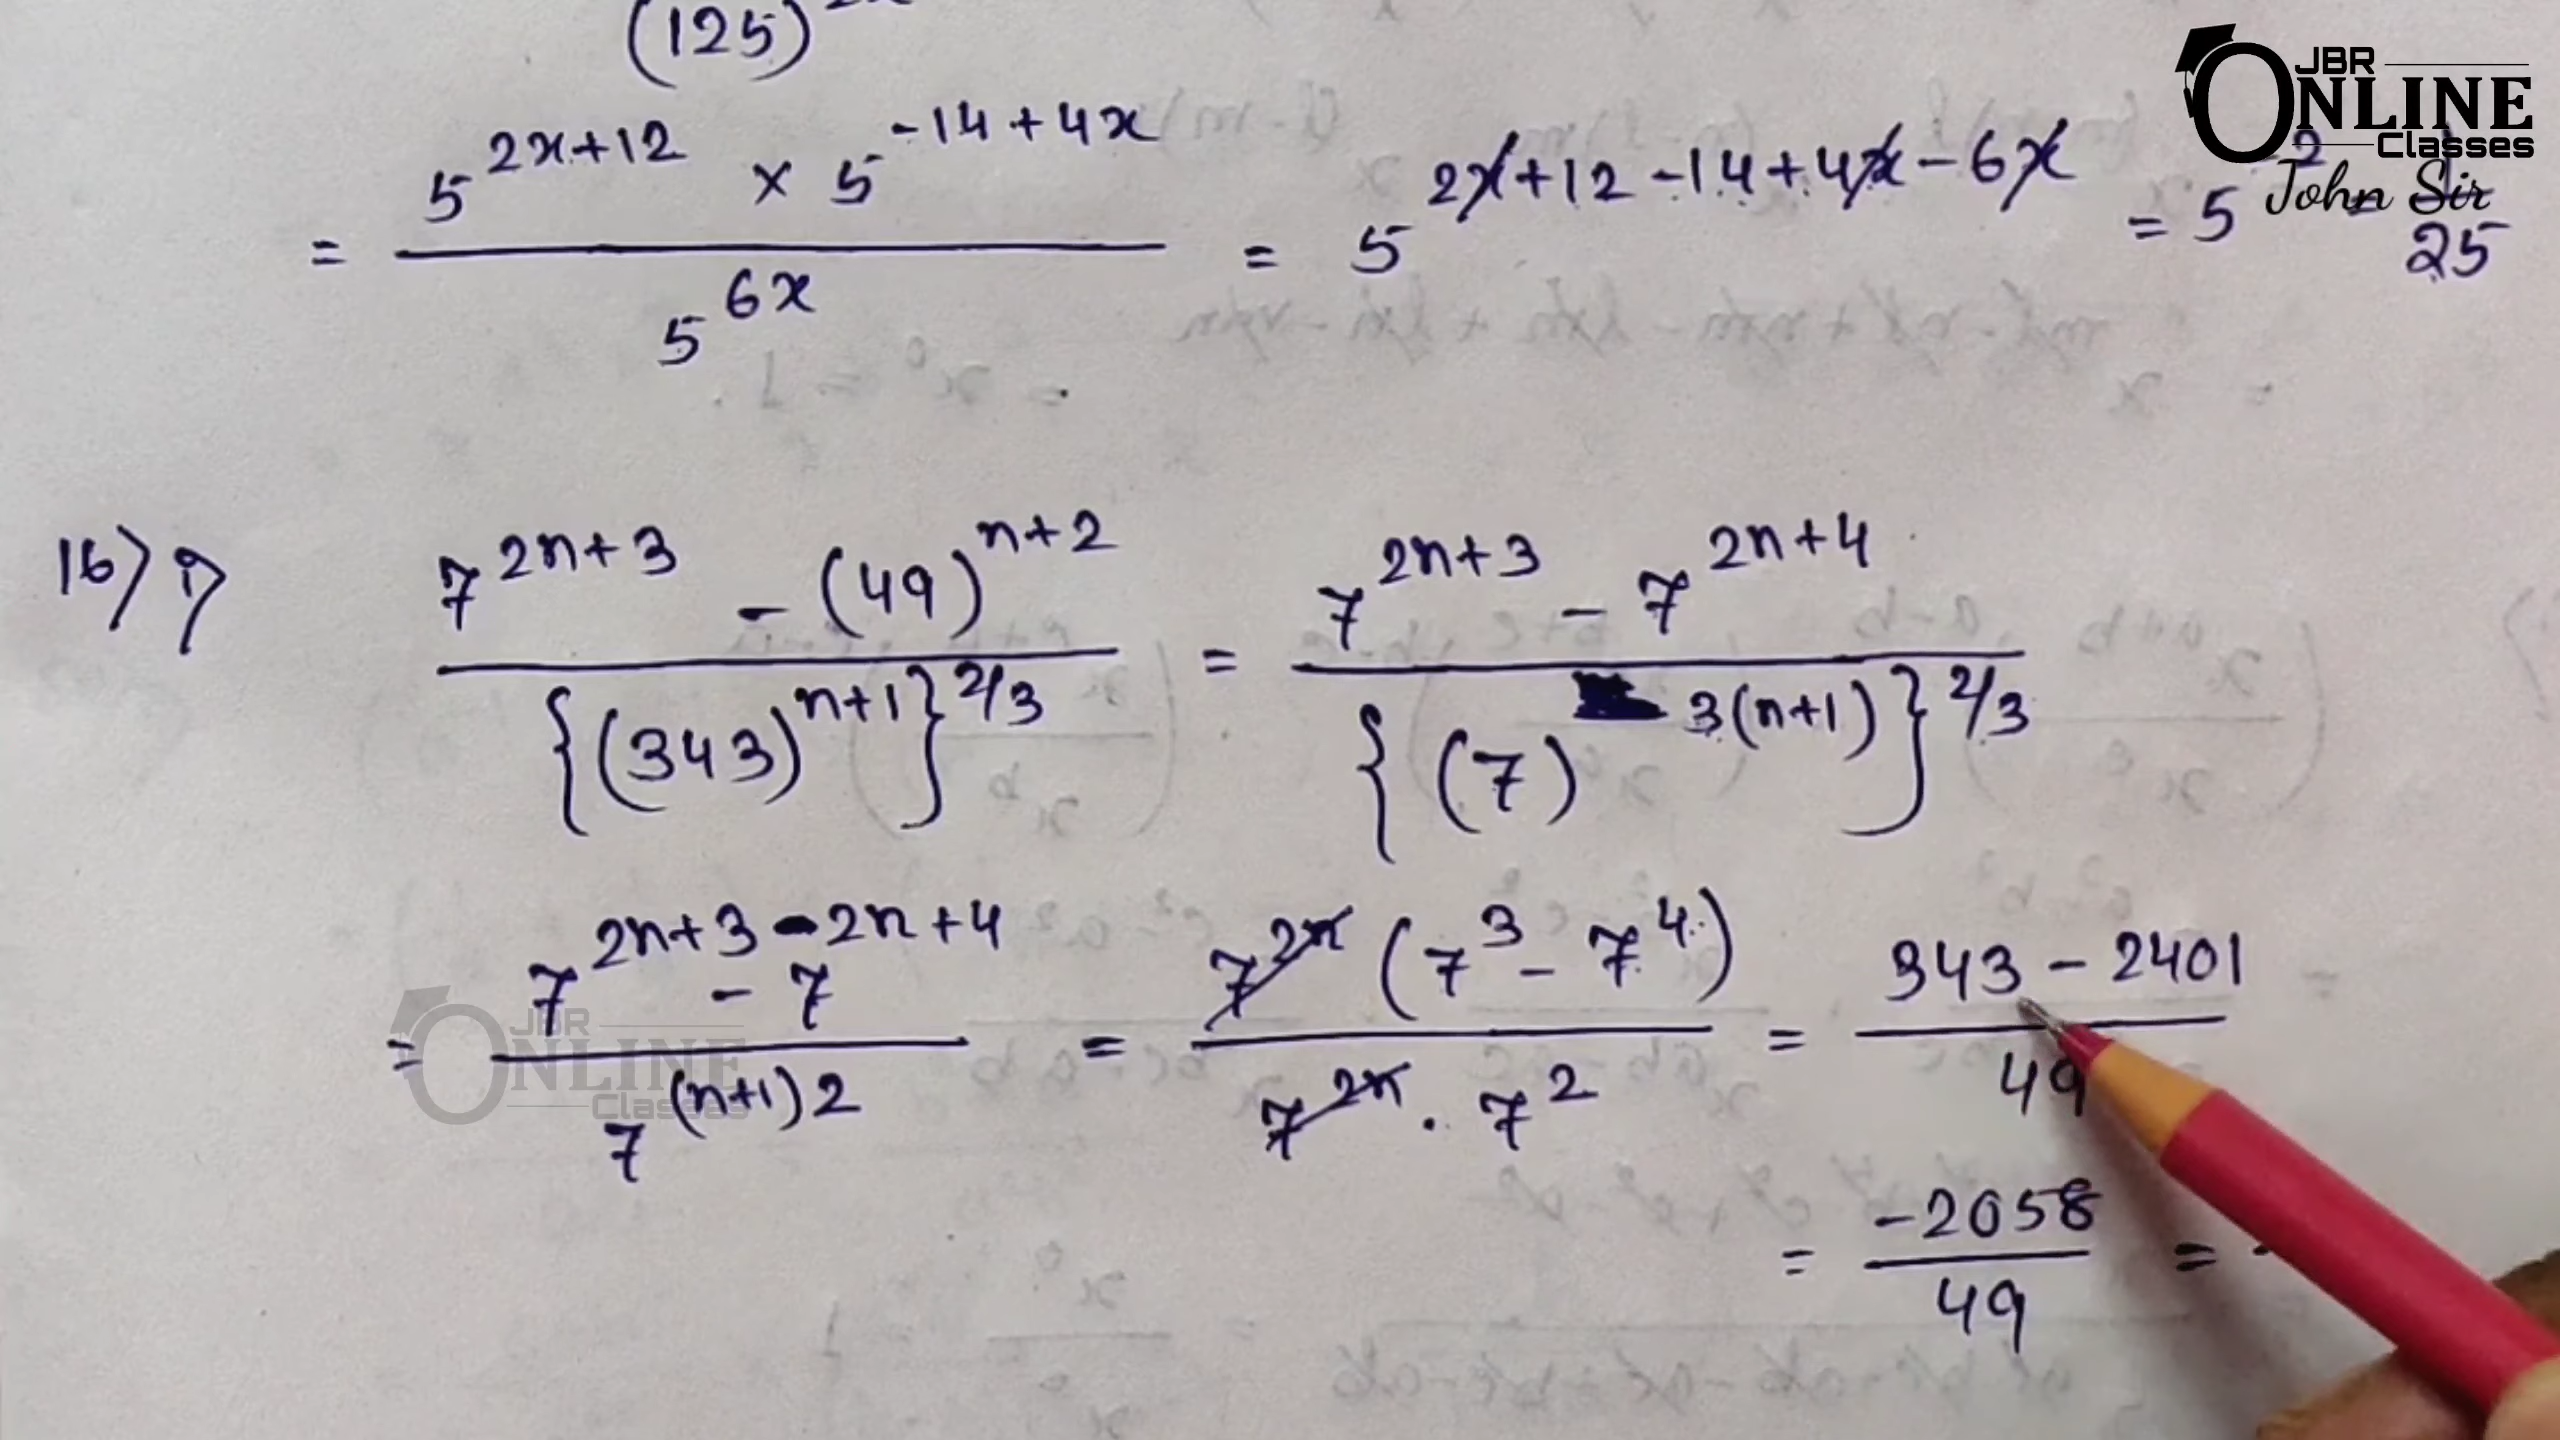 (125)
= 5^{2x+12} × 5^{-14+4x} / 5^{6x} = 5^{2x+12-14+4x-6x} = 5^{-2} = 1/25
16) i) 7^{2n+3} - (49)^{n+2} / {(343)^{n+1}}^{2/3} = 7^{2n+3} - 7^{2n+4} / {(7)^{3(n+1)}}^{2/3}
= 7^{2n+3} - 7^{2n+4} / 7^{(n+1)2} = 7^{2n} (7^3 - 7^4) / 7^{2n} . 7^2 = 343 - 2401 / 49
= -2058 / 49 = -
JBR
ONLINE
Classes
John Sir
JBR
ONLINE
Classes